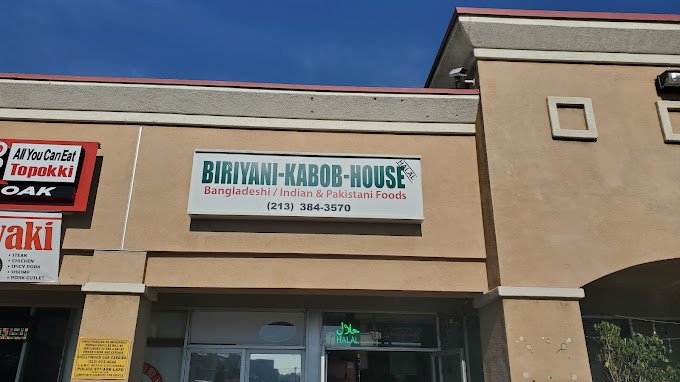 All You Can Eat
Topokki
OAK
yaki
• STEAK
• CHICKEN
• SPICY PORK
• SHRIMP
• PORK CUTLET
BIRIYANI-KABOB-HOUSE
HALAL
Bangladeshi / Indian & Pakistani Foods
(213) 384-3570
حلال
HALAL